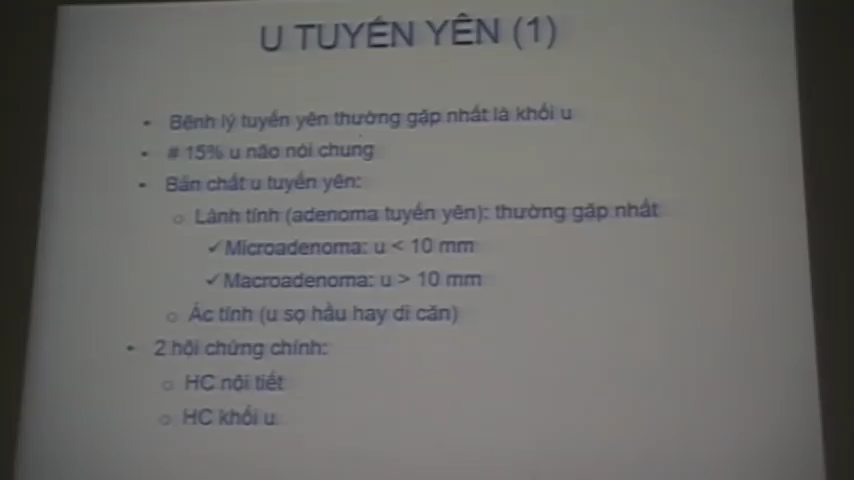 U TUYẾN YÊN (1)
• Bệnh lý tuyến yên thường gặp nhất là khối u
• # 15% u não nói chung
• Bản chất u tuyến yên:
o Lành tính (adenoma tuyến yên): thường gặp nhất
✓ Microadenoma: u < 10 mm
✓ Macroadenoma: u > 10 mm
o Ác tính (u sọ hầu hay di căn)
• 2 hội chứng chính:
o HC nội tiết
o HC khối u